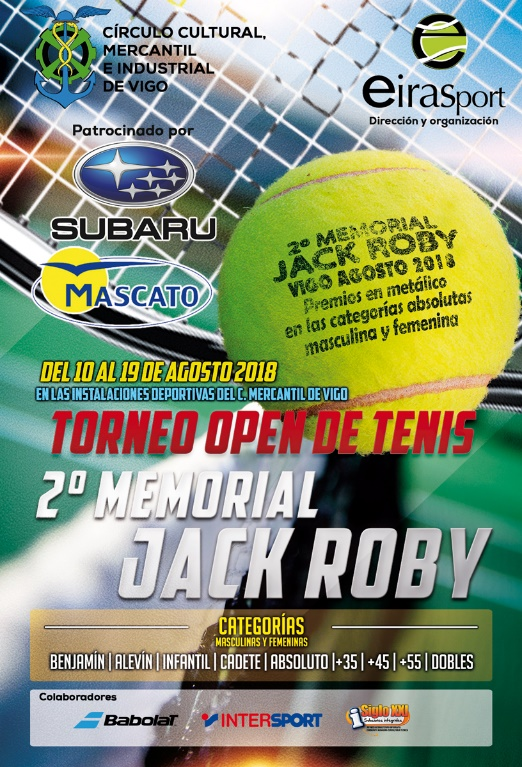 CÍRCULO CULTURAL,
MERCANTIL
E INDUSTRIAL
DE VIGO
eirasport
Dirección y organización
Patrocinado por
SUBARU
MASCATO
2º MEMORIAL
JACK ROBY
VIGO AGOSTO 2018
Premios en metálico
en las categorías absolutas
masculina y femenina
DEL 10 AL 19 DE AGOSTO 2018
EN LAS INSTALACIONES DEPORTIVAS DEL C. MERCANTIL DE VIGO
TORNEO OPEN DE TENIS
2º MEMORIAL
JACK ROBY
CATEGORÍAS
MASCULINAS Y FEMENINAS
BENJAMÍN | ALEVÍN | INFANTIL | CADETE | ABSOLUTO |+35 | +45 | +55 | DOBLES
Colaboradores
BaBolaT
INTERSPORT
Siglo XXI